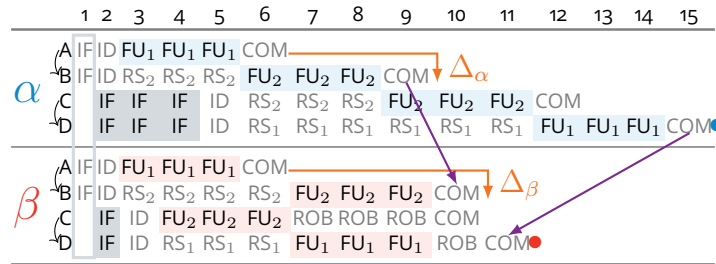 1 2 3 4 5 6 7 8 9 10 11 12 13 14 15
A IF ID FU₁ FU₁ FU₁ COM
B IF ID RS₂ RS₂ RS₂ FU₂ FU₂ FU₂ COM Δα
α
C IF IF IF ID RS₂ RS₂ RS₂ FU₂ FU₂ FU₂ COM
D IF IF IF ID RS₁ RS₁ RS₁ RS₁ RS₁ RS₁ FU₁ FU₁ FU₁ COM
A IF ID FU₁ FU₁ FU₁ COM
B IF ID RS₂ RS₂ RS₂ RS₂ FU₂ FU₂ FU₂ COM Δβ
β
C IF ID FU₂ FU₂ FU₂ ROB ROB ROB COM
D IF ID RS₁ RS₁ RS₁ FU₁ FU₁ FU₁ ROB COM